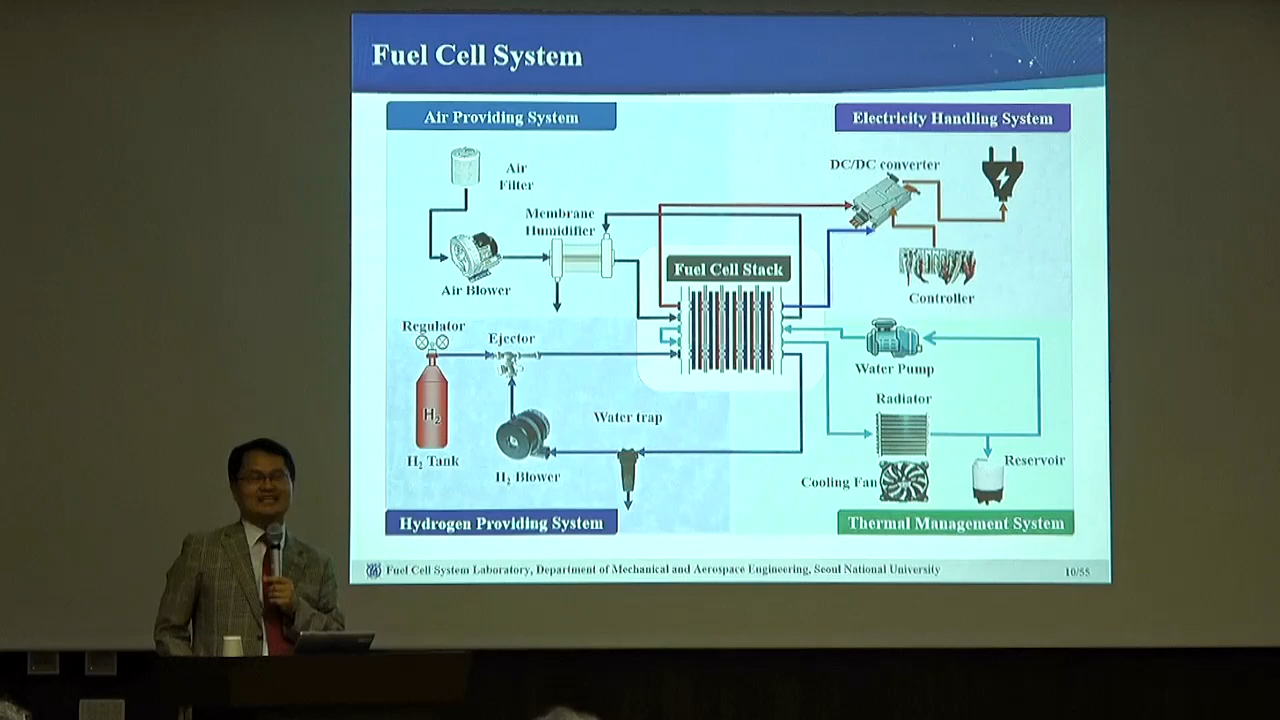 Fuel Cell System
Air Providing System
Electricity Handling System
Air
Filter
DC/DC converter
Membrane
Humidifier
Air Blower
Fuel Cell Stack
Controller
Regulator
Ejector
H₂
H₂ Tank
Water trap
H₂ Blower
Water Pump
Radiator
Cooling Fan
Reservoir
Hydrogen Providing System
Thermal Management System
Fuel Cell System Laboratory, Department of Mechanical and Aerospace Engineering, Seoul National University
10/55